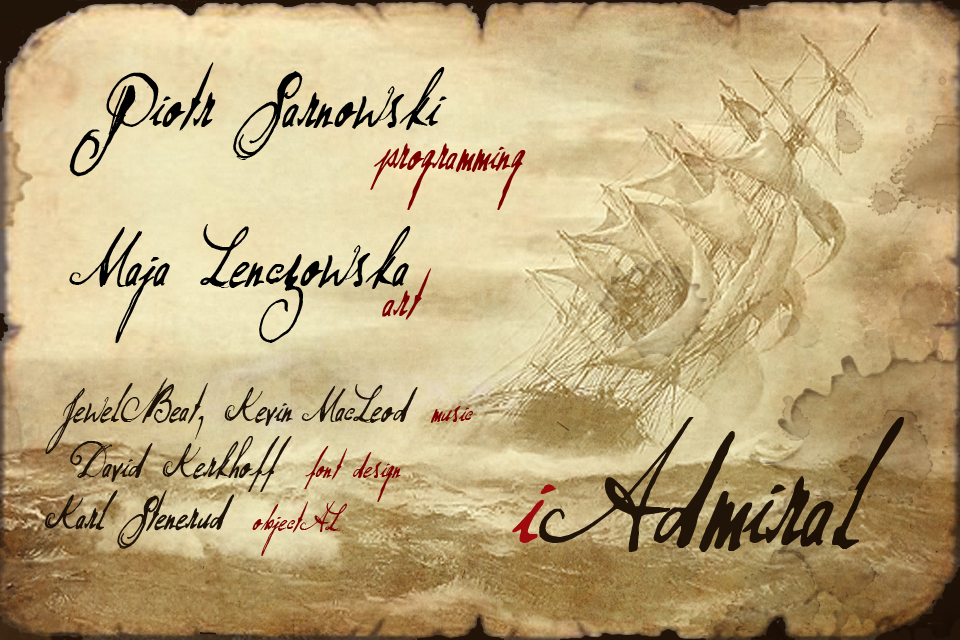 Piotr Sarnowski
programming
Maja Lenczowska
art
JewelBeat, Kevin MacLeod music
David Kerkhoff font design
Karl Stenerud objectAL
iAdmiral